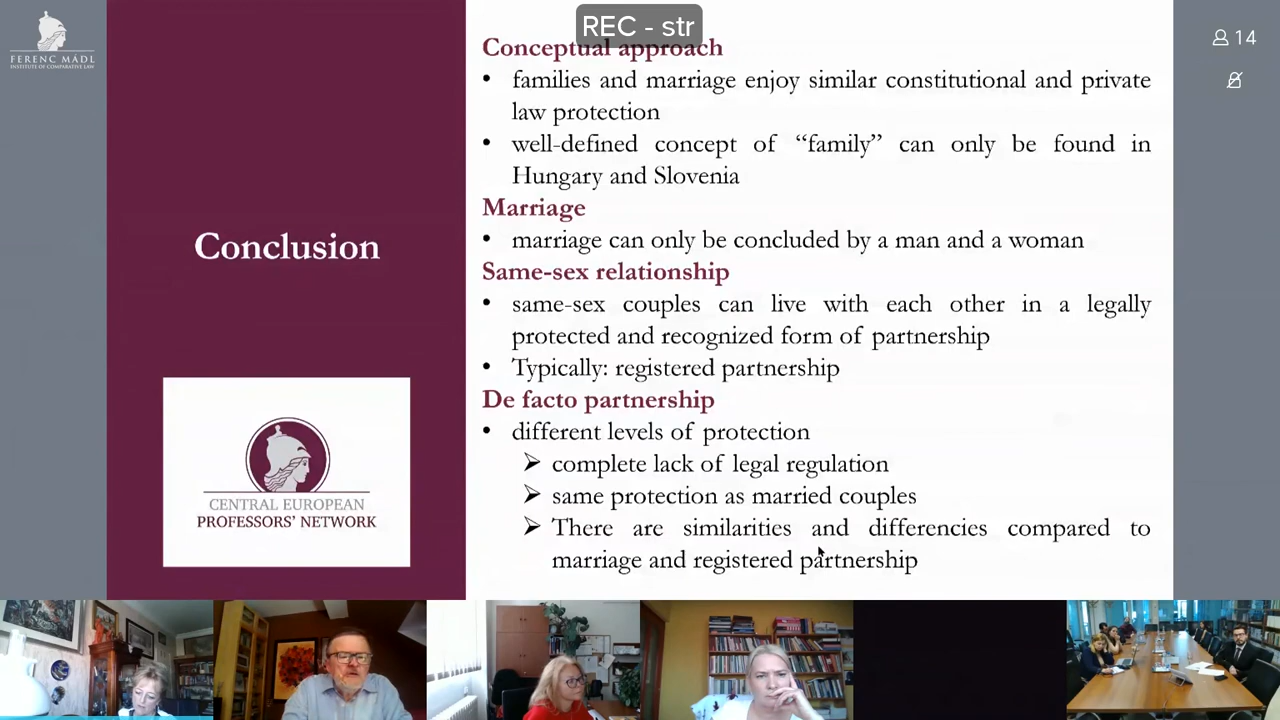 REC - str
14
FERENC MÁDL
INSTITUTE OF COMPARATIVE LAW
Conclusion
CENTRAL EUROPEAN
PROFESSORS' NETWORK
Conceptual approach
• families and marriage enjoy similar constitutional and private
law protection
• well-defined concept of “family” can only be found in
Hungary and Slovenia
Marriage
• marriage can only be concluded by a man and a woman
Same-sex relationship
• same-sex couples can live with each other in a legally
protected and recognized form of partnership
• Typically: registered partnership
De facto partnership
• different levels of protection
➢ complete lack of legal regulation
➢ same protection as married couples
➢ There are similarities and differencies compared to
marriage and registered partnership